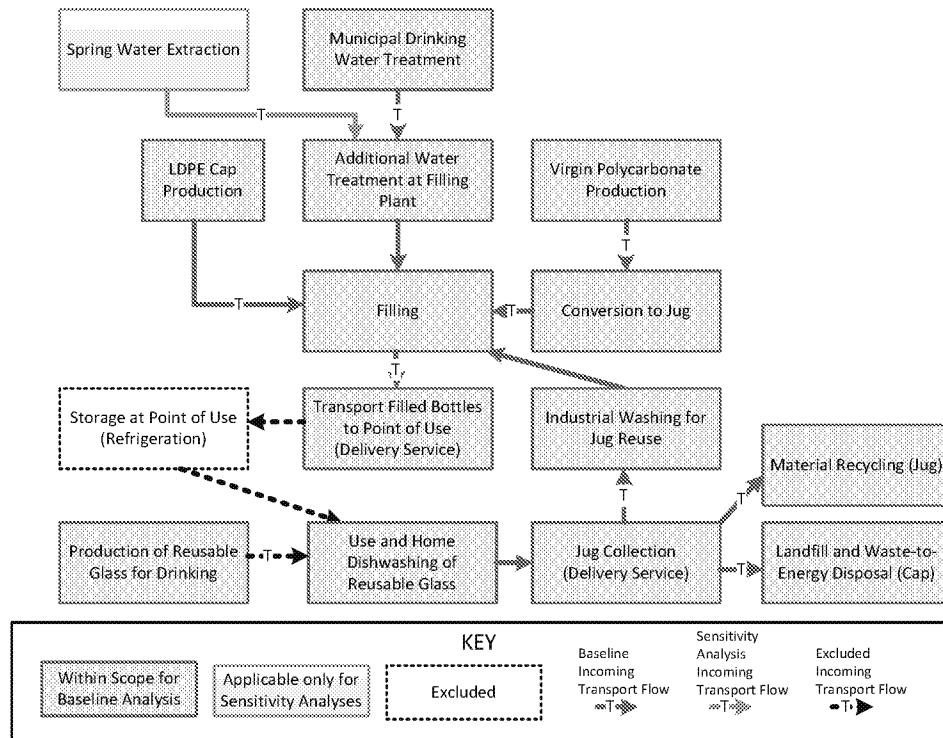 Spring Water Extraction
Municipal Drinking
Water Treatment
T
T
LDPE Cap
Production
Additional Water
Treatment at Filling
Plant
Virgin Polycarbonate
Production
T
T
Filling
T
Conversion to Jug
T
Storage at Point of Use
(Refrigeration)
Transport Filled Bottles
to Point of Use
(Delivery Service)
Industrial Washing for
Jug Reuse
Material Recycling (Jug)
T
T
Production of Reusable
Glass for Drinking
T
Use and Home
Dishwashing of
Reusable Glass
Jug Collection
(Delivery Service)
T
Landfill and Waste-to-
Energy Disposal (Cap)
KEY
Within Scope for
Baseline Analysis
Applicable only for
Sensitivity Analyses
Excluded
Baseline
Incoming
Transport Flow
T
Sensitivity
Analysis
Incoming
Transport Flow
T
Excluded
Incoming
Transport Flow
T